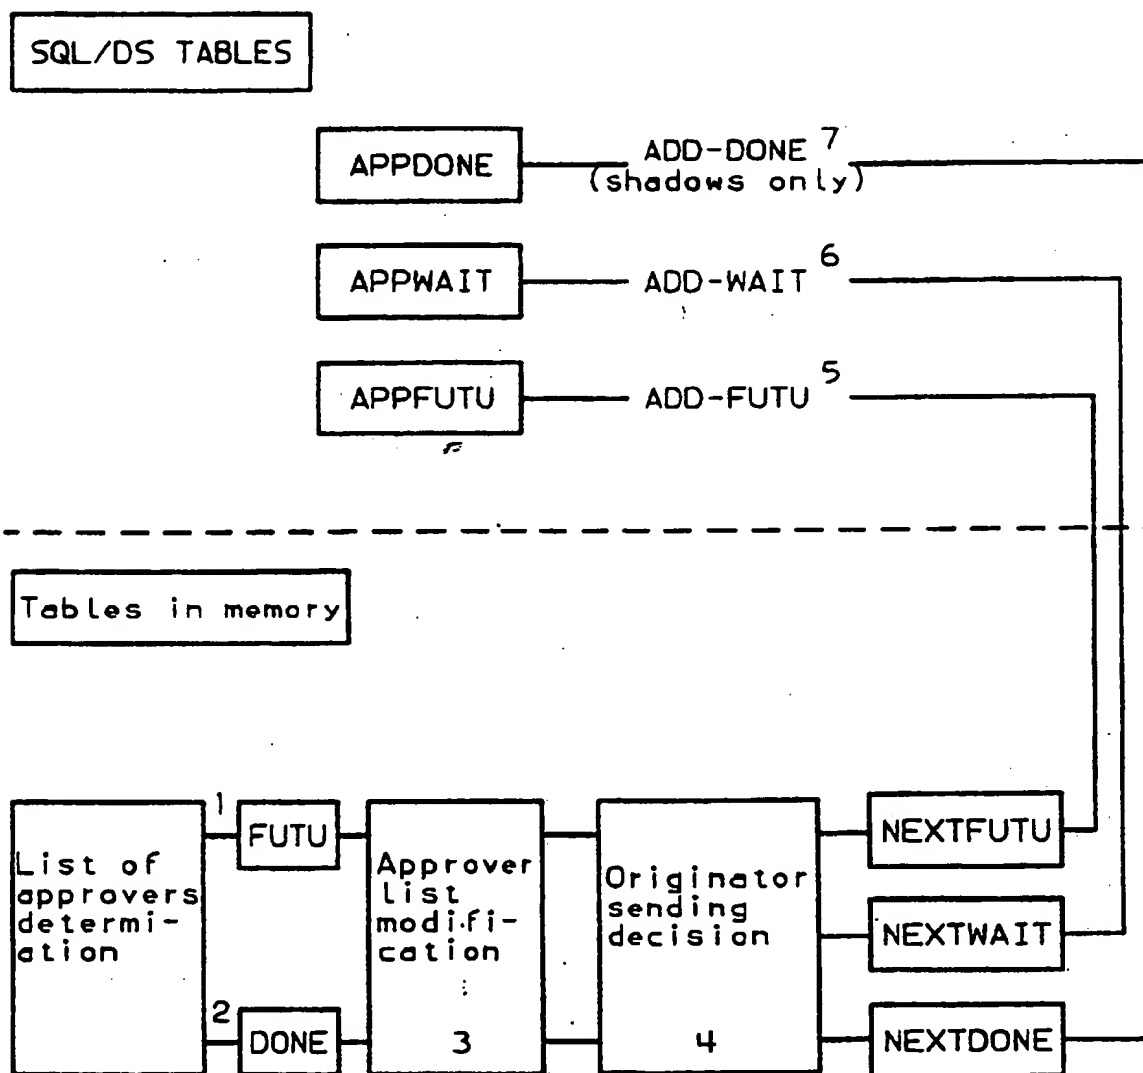 SQL/DS TABLES
APPDONE
ADD-DONE 7
(shadows only)
APPWAIT
ADD-WAIT 6
APPFUTU
ADD-FUTU 5
Tables in memory
List of
approvers
determi-
ation
1
FUTU
2
DONE
Approver
list
modifi-
cation
3
Originator
sending
decision
4
NEXTFUTU
NEXTWAIT
NEXTDONE